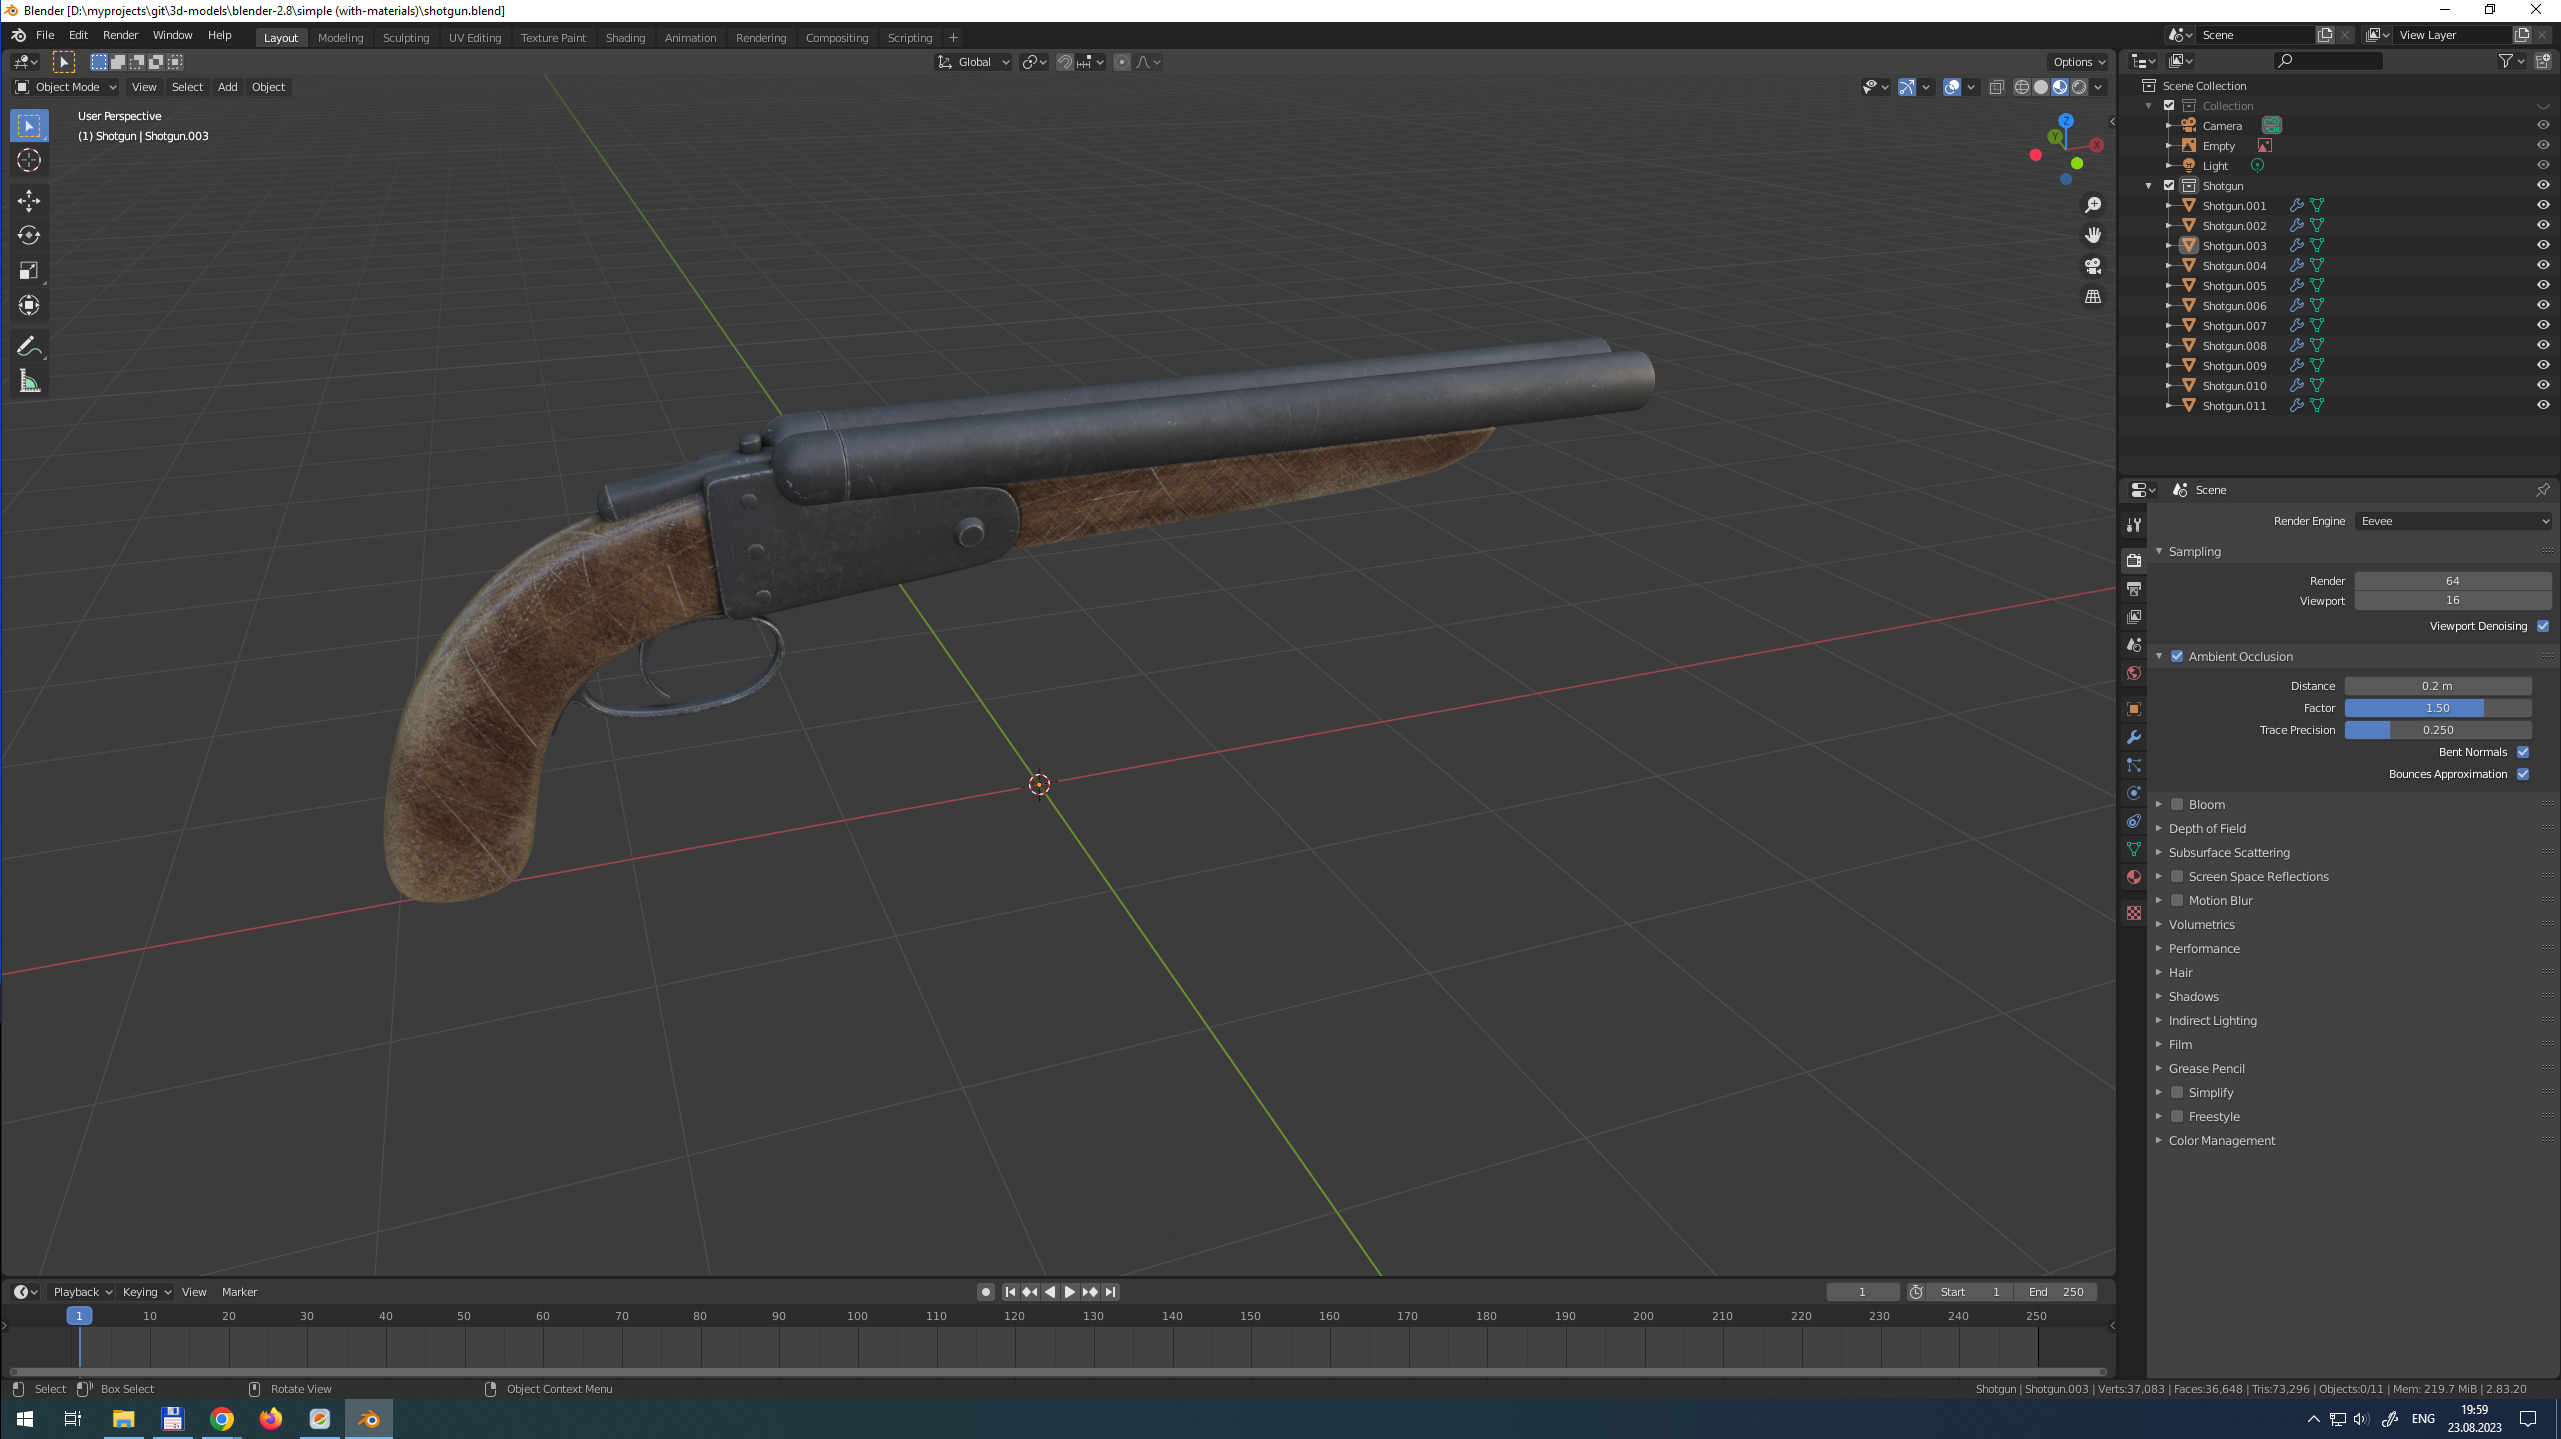 Blender [D:\myprojects\git\3d-models\blender-2.8\simple (with-materials)\shotgun.blend]
File Edit Render Window Help Layout Modeling Sculpting UV Editing Texture Paint Shading Animation Rendering Compositing Scripting + Scene View Layer
Global Options
Object Mode View Select Add Object
User Perspective
(1) Shotgun | Shotgun.003
Z
Y
X
Scene Collection
Collection
Camera
Empty
Light
Shotgun
Shotgun.001
Shotgun.002
Shotgun.003
Shotgun.004
Shotgun.005
Shotgun.006
Shotgun.007
Shotgun.008
Shotgun.009
Shotgun.010
Shotgun.011
Scene
Render Engine Eevee
Sampling
Render 64
Viewport 16
Viewport Denoising
Ambient Occlusion
Distance 0.2 m
Factor 1.50
Trace Precision 0.250
Bent Normals
Bounces Approximation
Bloom
Depth of Field
Subsurface Scattering
Screen Space Reflections
Motion Blur
Volumetrics
Performance
Hair
Shadows
Indirect Lighting
Film
Grease Pencil
Simplify
Freestyle
Color Management
Playback Keying View Marker 1 Start 1 End 250
1 10 20 30 40 50 60 70 80 90 100 110 120 130 140 150 160 170 180 190 200 210 220 230 240 250
Select Box Select Rotate View Object Context Menu Shotgun | Shotgun.003 | Verts:37,083 | Faces:36,648 | Tris:73,296 | Objects:0/11 | Mem: 219.7 MiB | 2.83.20
ENG
19:59
23.08.2023